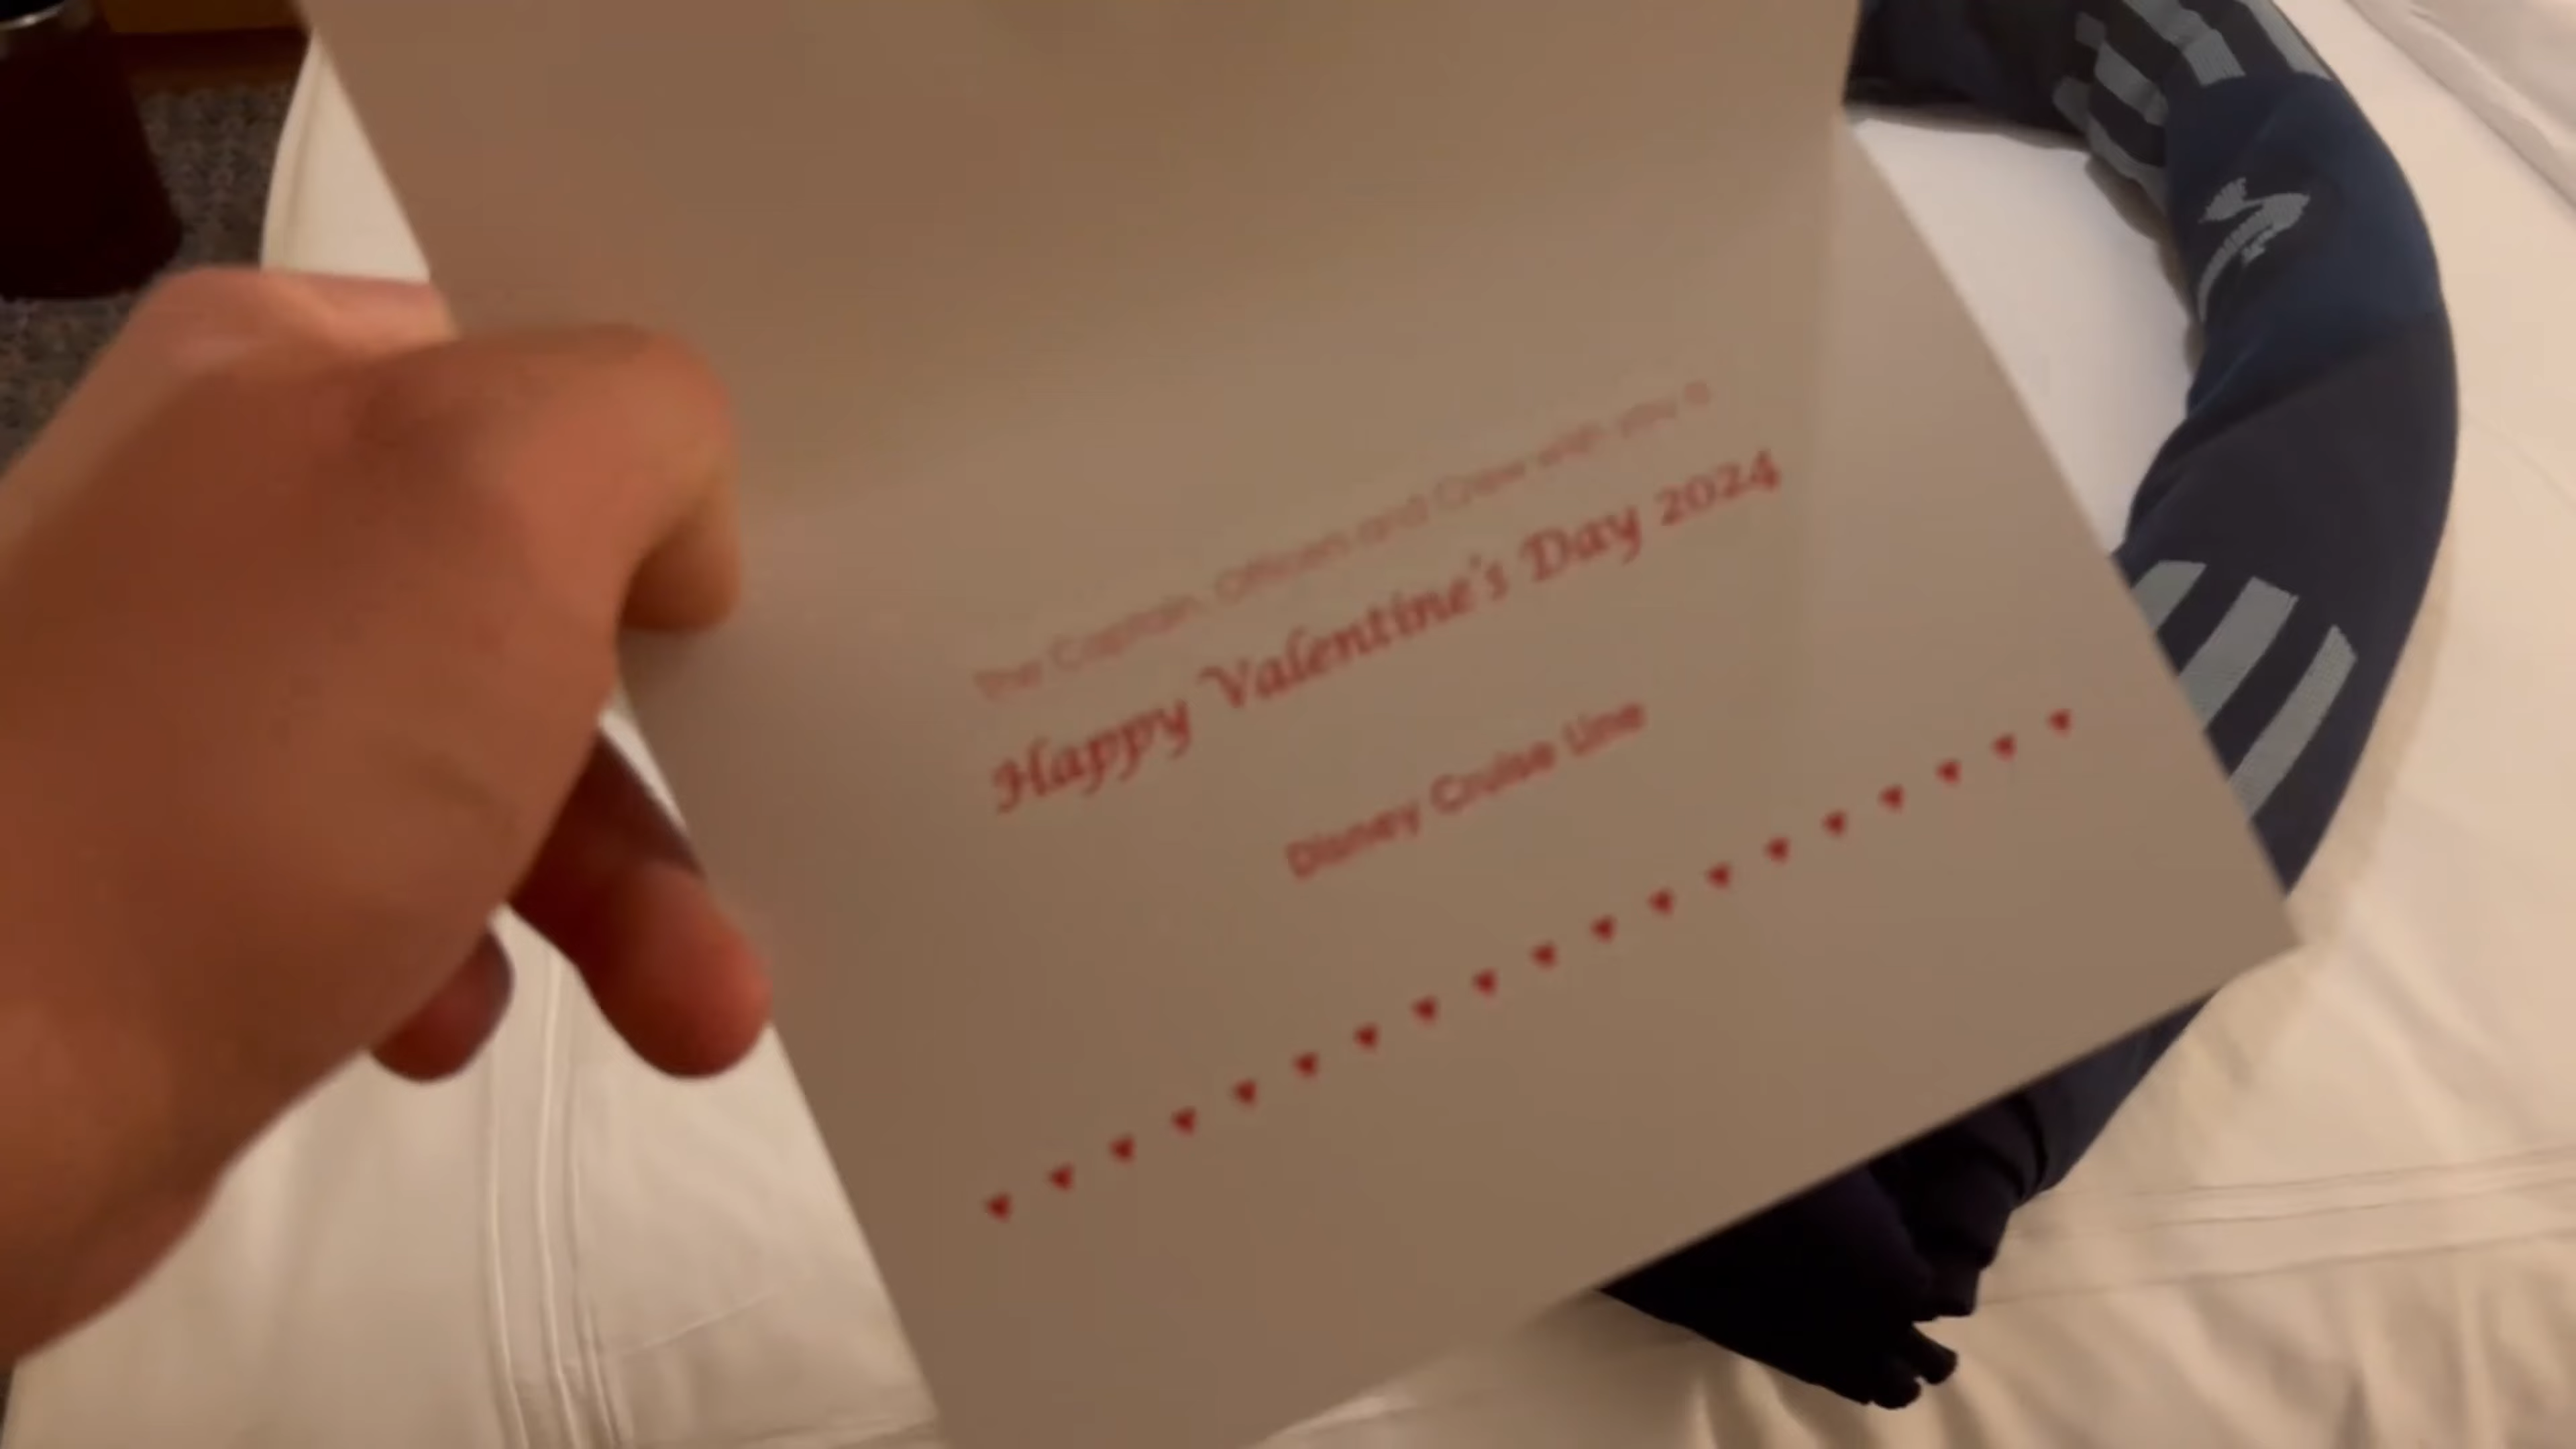 The Captain, Officers and Crew wish you a
Happy Valentine's Day 2024
Disney Cruise Line